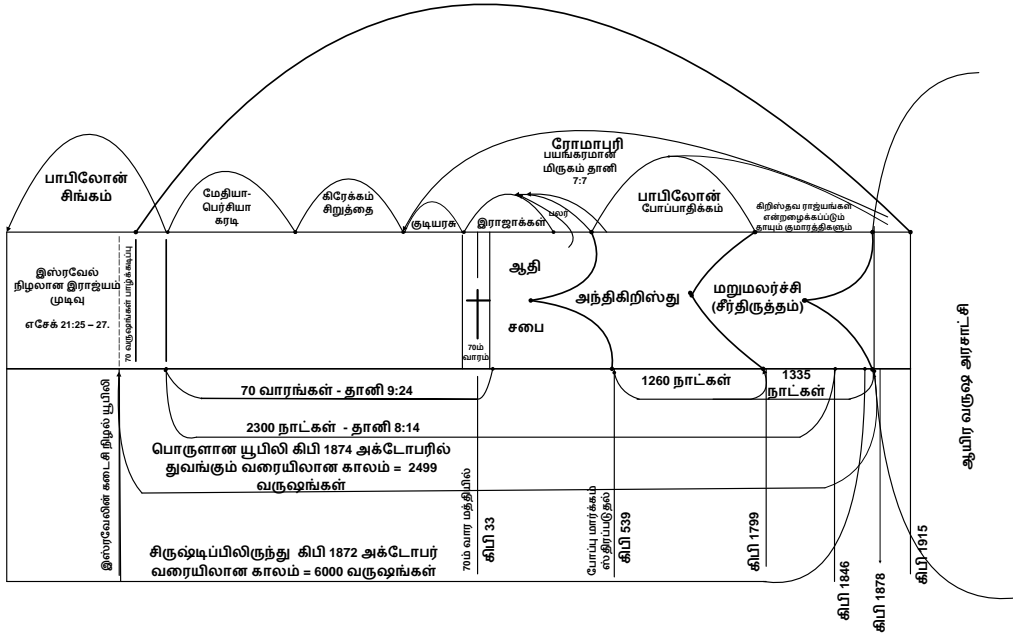 ரோமாபுரி
பயங்கரமான
மிருகம் தானி
7:7
பாபிலோன்
சிங்கம்
மேதியா-
பெர்சியா
கரடி
கிரேக்கம்
சிறுத்தை
குடியரசு
இராஜாக்கள்
பலர்
பாபிலோன்
போப்பாதிக்கம்
கிறிஸ்தவ ராஜ்யங்கள்
என்றழைக்கப்படும்
தாயும் குமாரத்திகளும்
இஸ்ரவேல்
நிழலான இராஜ்யம்
முடிவு
எசேக் 21:25 – 27.
70 வருஷங்கள் பாழ்க்கடிப்பு
70ம்
வாரம்
ஆதி
சபை
அந்திகிறிஸ்து
மறுமலர்ச்சி
(சீர்திருத்தம்)
ஆயிர வருஷ அரசாட்சி
70 வாரங்கள் - தானி 9:24
1260 நாட்கள்
1335
நாட்கள்
2300 நாட்கள் - தானி 8:14
பொருளான யூபிலி கிபி 1874 அக்டோபரில்
துவங்கும் வரையிலான காலம் = 2499
வருஷங்கள்
இஸ்ரவேலின் கடைசி நிழல் யூபிலி
சிருஷ்டிப்பிலிருந்து கிபி 1872 அக்டோபர்
வரையிலான காலம் = 6000 வருஷங்கள்
70ம் வார மத்தியில்
கிபி 33
போப்பு மார்க்கம்
ஸ்திரப்படுதல்
கிபி 539
கிபி 1799
கிபி 1846
கிபி 1878
கிபி 1915